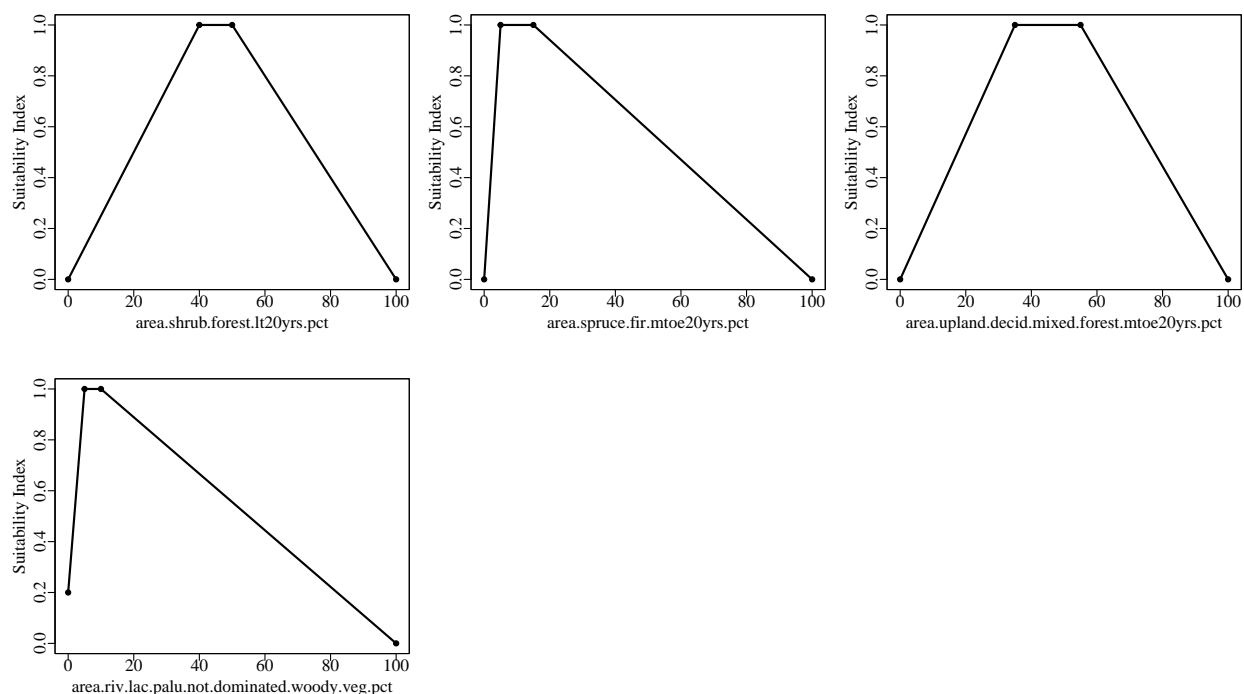 1.0
0.8
0.6
0.4
0.2
0.0
Suitability Index
0 20 40 60 80 100
area.shrub.forest.lt20yrs.pct
1.0
0.8
0.6
0.4
0.2
0.0
Suitability Index
0 20 40 60 80 100
area.spruce.fir.mtoe20yrs.pct
1.0
0.8
0.6
0.4
0.2
0.0
Suitability Index
0 20 40 60 80 100
area.upland.decid.mixed.forest.mtoe20yrs.pct
1.0
0.8
0.6
0.4
0.2
0.0
Suitability Index
0 20 40 60 80 100
area.riv.lac.palu.not.dominated.woody.veg.pct